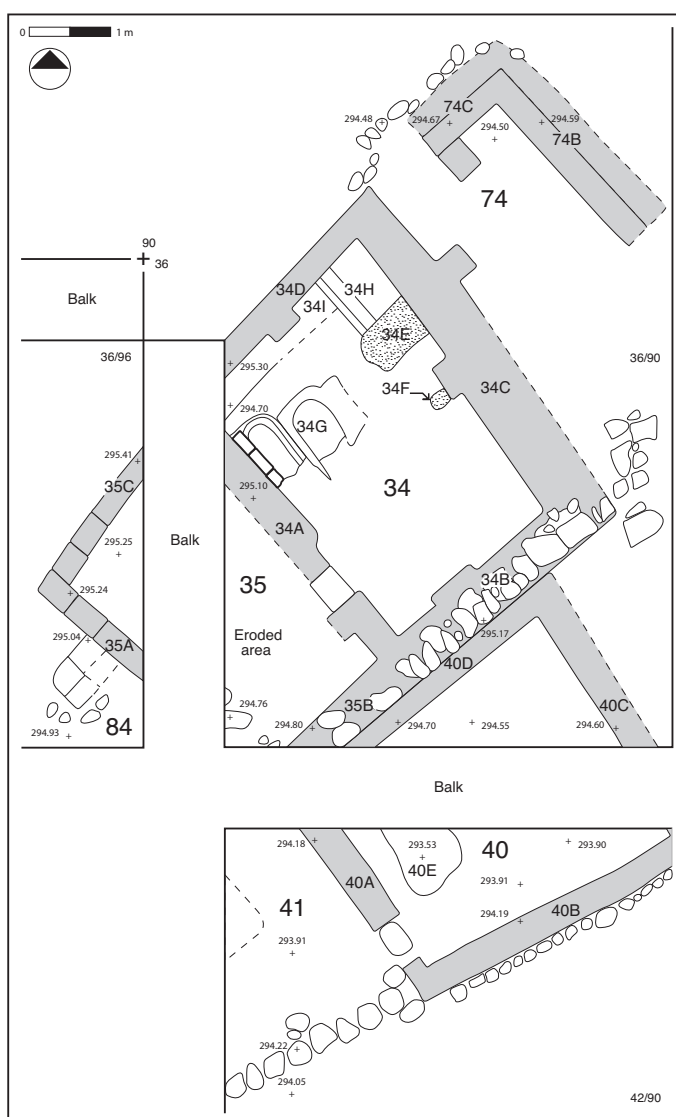 0 1 m
74C
294.48
294.67
294.59
294.50
74B
74
90
36
Balk
34D
34H
34I
34E
36/96
295.30
36/90
34F
34C
294.70
34G
295.41
34
35C
295.10
34A
Balk
295.25
35
34B
295.24
Eroded
area
295.17
295.04
35A
40D
294.76
35B
40C
84
294.80
294.70
294.55
294.60
294.93
Balk
294.18
293.53
40
293.90
40E
40A
293.91
41
294.19
40B
293.91
294.22
294.05
42/90